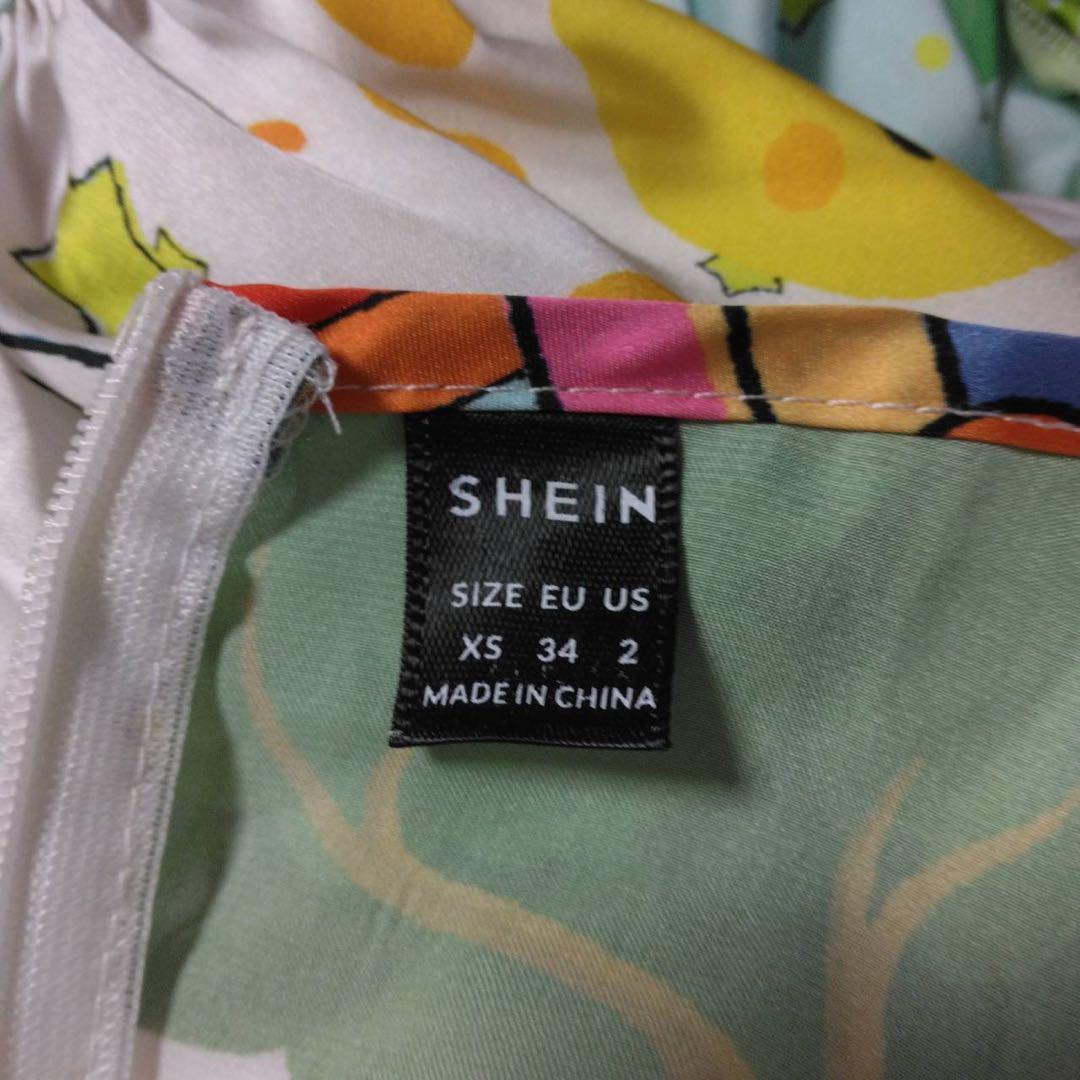 SHEIN
SIZE EU US
XS 34 2
MADE IN CHINA